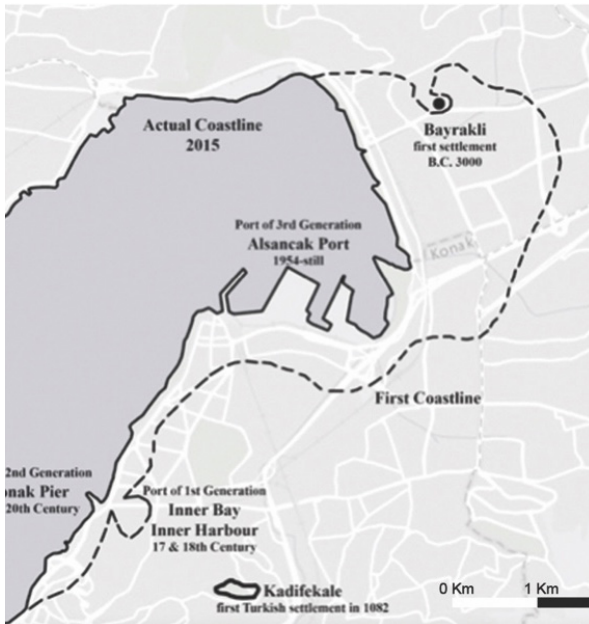 Actual Coastline
2015
Bayrakli
first settlement
B.C. 3000
Port of 3rd Generation
Alsancak Port
1954-still
Konak
First Coastline
2nd Generation
onak Pier
20th Century
Port of 1st Generation
Inner Bay
Inner Harbour
17 & 18th Century
Kadifekale
first Turkish settlement in 1082
0 Km 1 Km